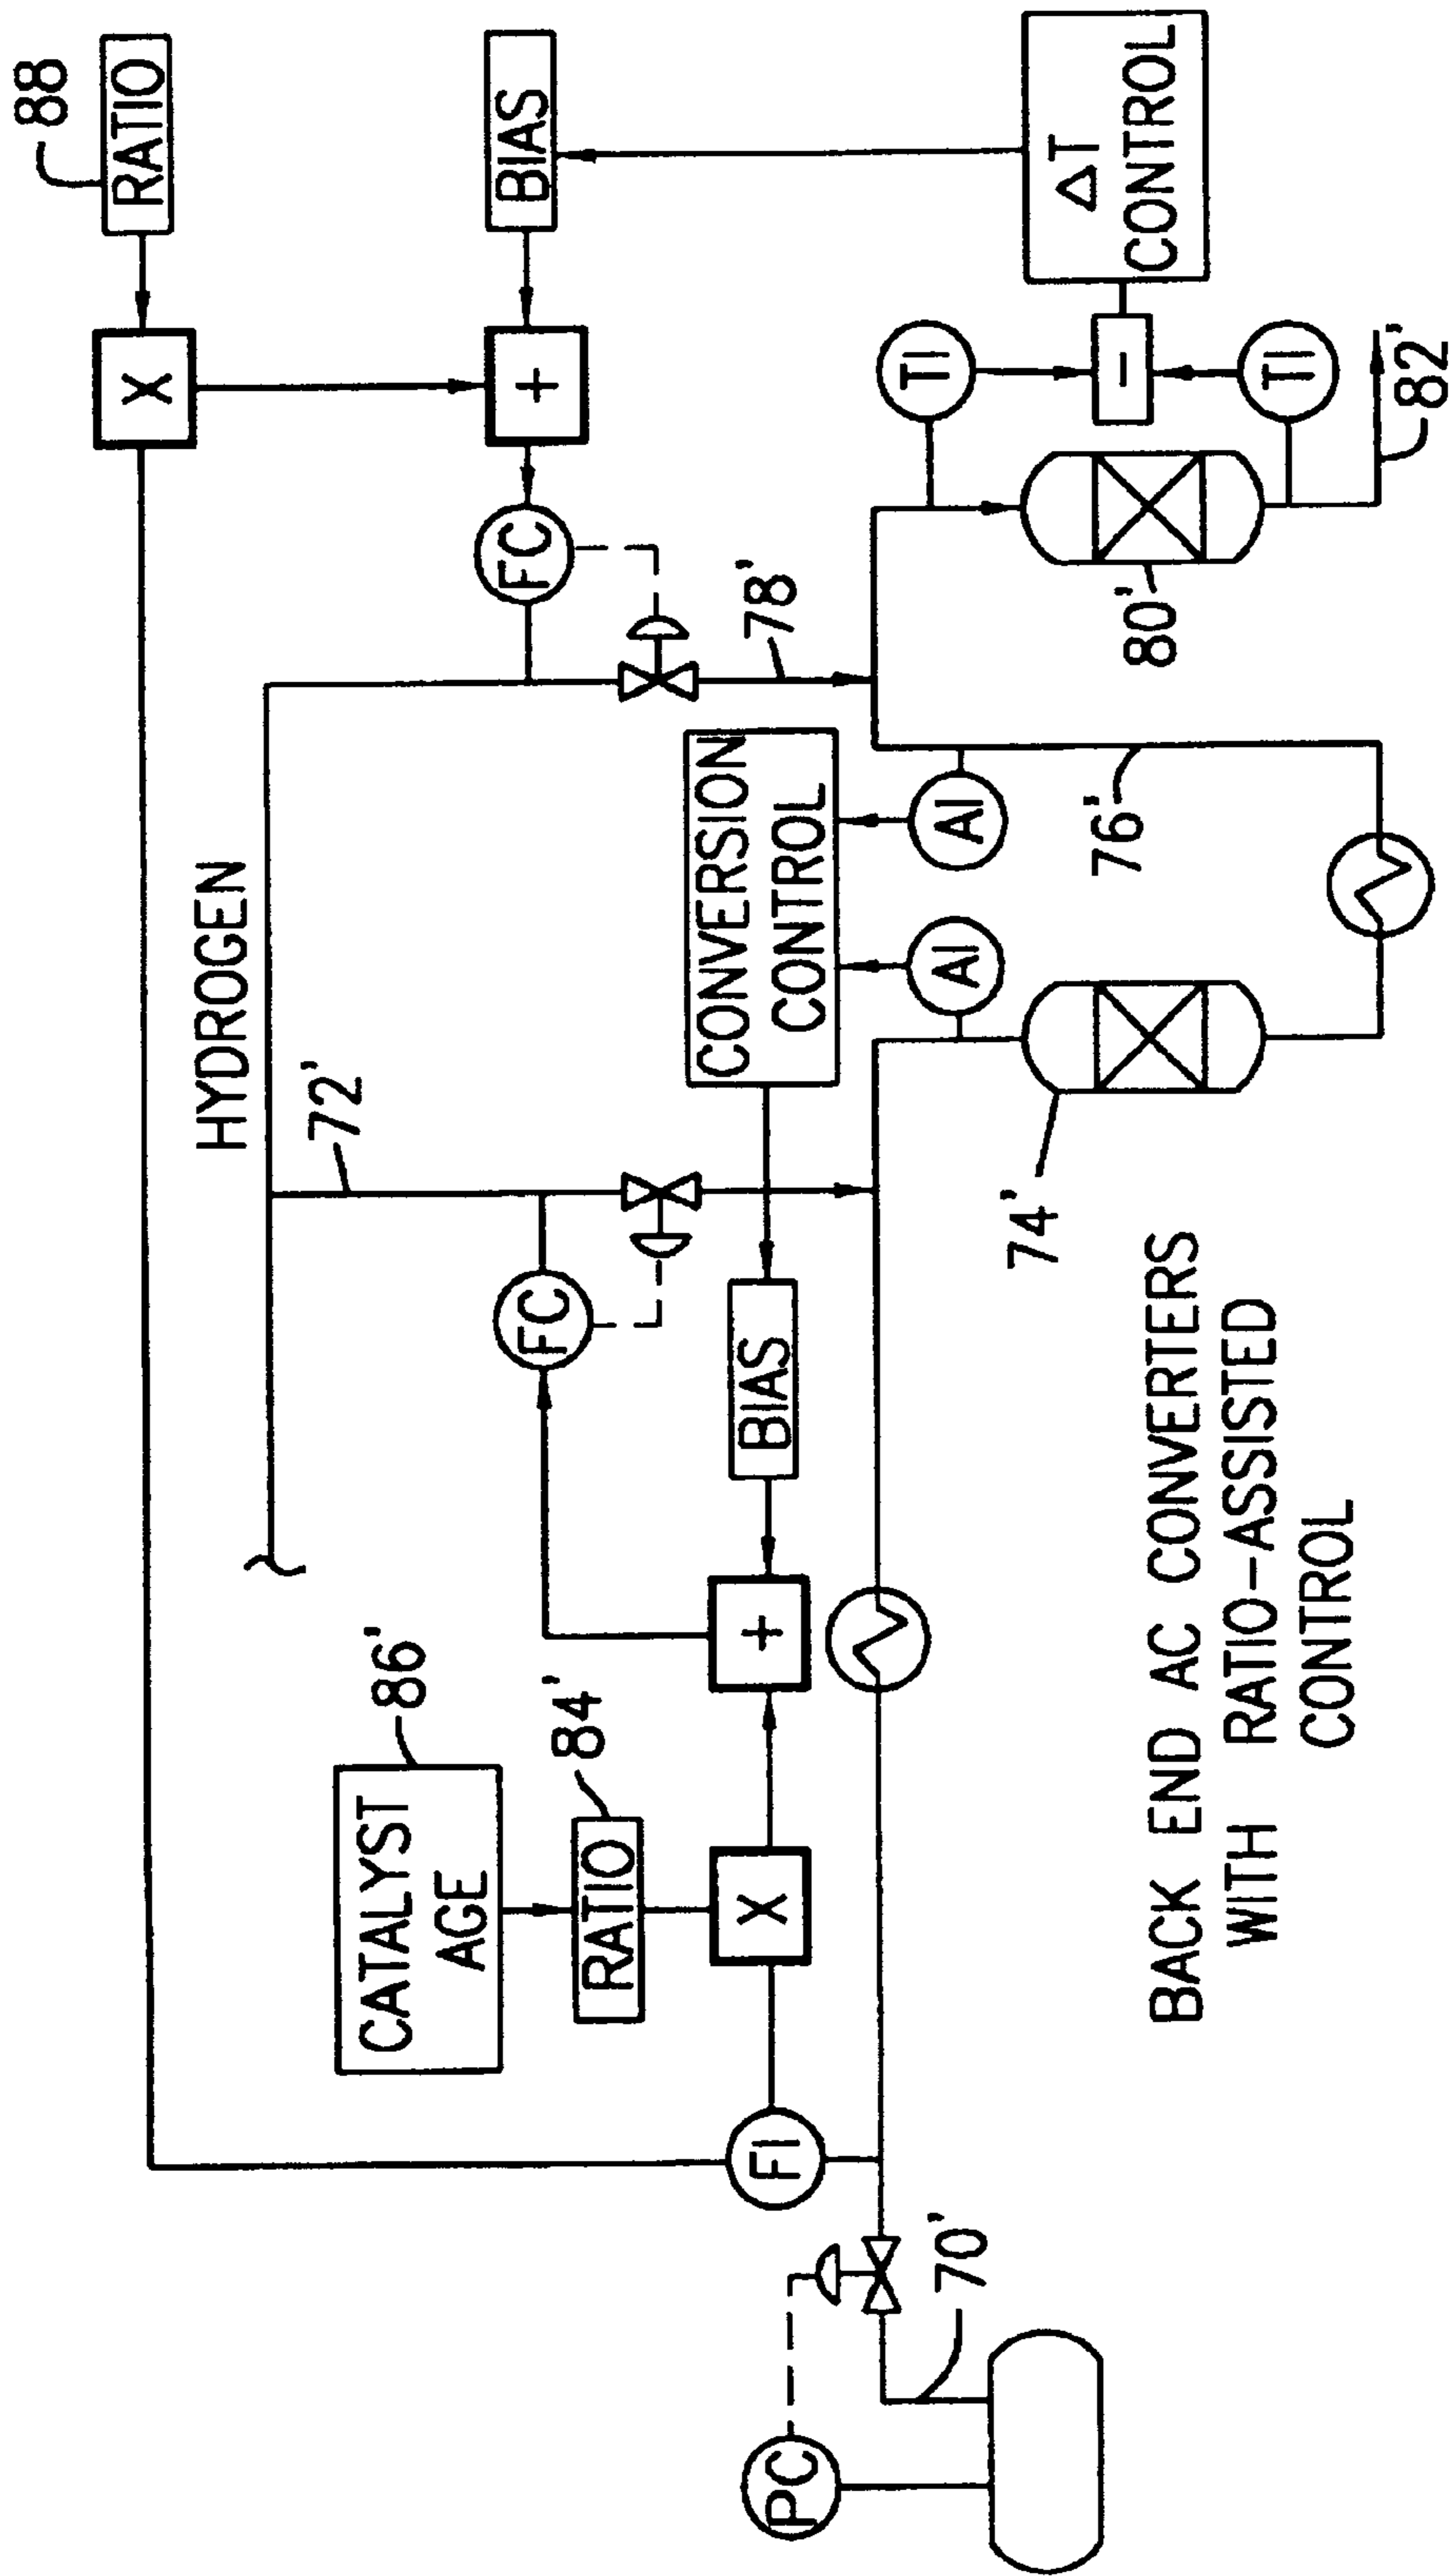 88
RATIO
X
BIAS
+
FC
HYDROGEN
72'
78'
CATALYST
AGE
86'
RATIO
84'
X
+
BIAS
FC
CONVERSION
CONTROL
AI
AI
TI
-
TI
ΔT
CONTROL
FI
PC
70'
74'
76'
80'
82'
BACK END AC CONVERTERS
WITH RATIO-ASSISTED
CONTROL